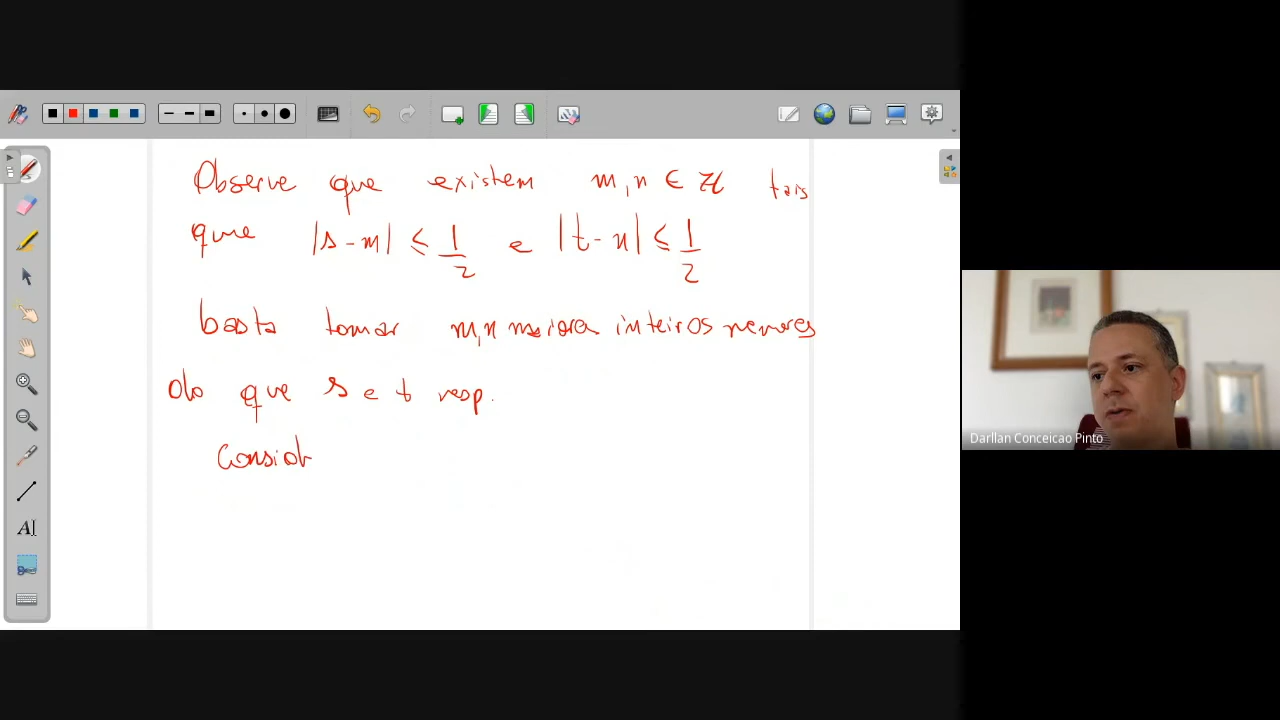 Observe que existem m,n ∈ ℤ tais
que |s-m| ≤ 1/2 e |t-n| ≤ 1/2
basta tomar m,n maiores inteiros menores
do que s e t resp.
Consid
Darllan Conceicao Pinto